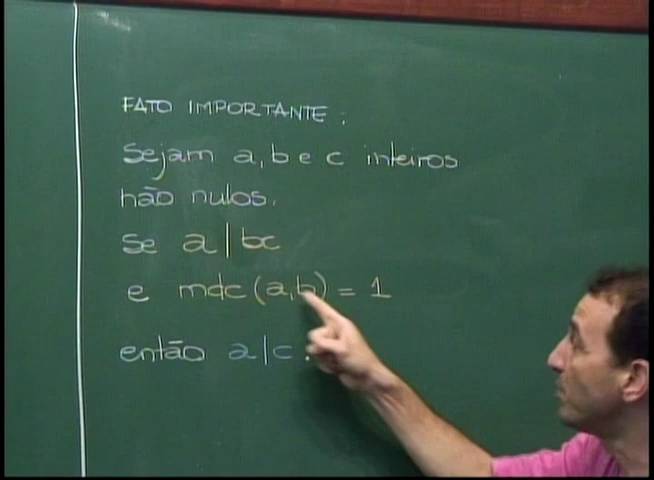 FATO IMPORTANTE:
Sejam a, b e c inteiros
não nulos.
Se a | bc
e mdc (a, b) = 1
então a | c.